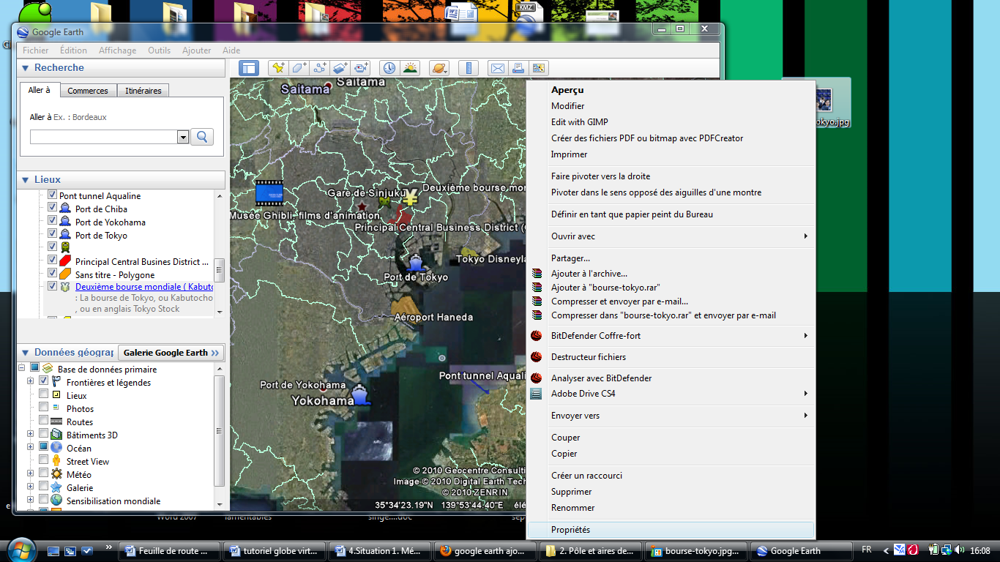 KMZ
Google Earth
Fichier Édition Affichage Outils Ajouter Aide
Recherche
Aller à Commerces Itinéraires
Aller à Ex. : Bordeaux
Lieux
Pont tunnel Aqualine
Port de Chiba
Port de Yokohama
Port de Tokyo
Principal Central Busines District ...
Sans titre - Polygone
Deuxième bourse mondiale ( Kabuto
: La bourse de Tokyo, ou Kabutocho
, ou en anglais Tokyo Stock
Données géograp
Galerie Google Earth »
Base de données primaire
Frontières et légendes
Lieux
Photos
Routes
Bâtiments 3D
Océan
Street View
Météo
Galerie
Sensibilisation mondiale
Saitama
Saitama
Gare de Sinjuku
¥
Deuxième bourse mon
Musée Ghibli- films d'animation.
Principal Central Business District (
Tokyo Disneyla
Port de Tokyo
Aéroport Haneda
Pont tunnel Aquali
Port de Yokohama
Yokohama
© 2010 Geocentre Consulti
Image © 2010 Digital Earth Tech
© 2010 ZENRIN
35°34'23.19"N 139°53'44.40"E élé
Aperçu
Modifier
Edit with GIMP
Créer des fichiers PDF ou bitmap avec PDFCreator
Imprimer
Faire pivoter vers la droite
Pivoter dans le sens opposé des aiguilles d'une montre
Définir en tant que papier peint du Bureau
Ouvrir avec
Partager...
Ajouter à l'archive...
Ajouter à "bourse-tokyo.rar"
Compresser et envoyer par e-mail...
Compresser dans "bourse-tokyo.rar" et envoyer par e-mail
BitDefender Coffre-fort
Destructeur fichiers
Analyser avec BitDefender
Adobe Drive CS4
Envoyer vers
Couper
Copier
Créer un raccourci
Supprimer
Renommer
Propriétés
okyo.jpg
Word 2007
lamentables
singe....doc
sep
Feuille de route ...
tutoriel globe virt...
4.Situation 1. Mé...
google earth ajo...
2. Pôle et aires de...
bourse-tokyo.jpg...
Google Earth
FR
16:08